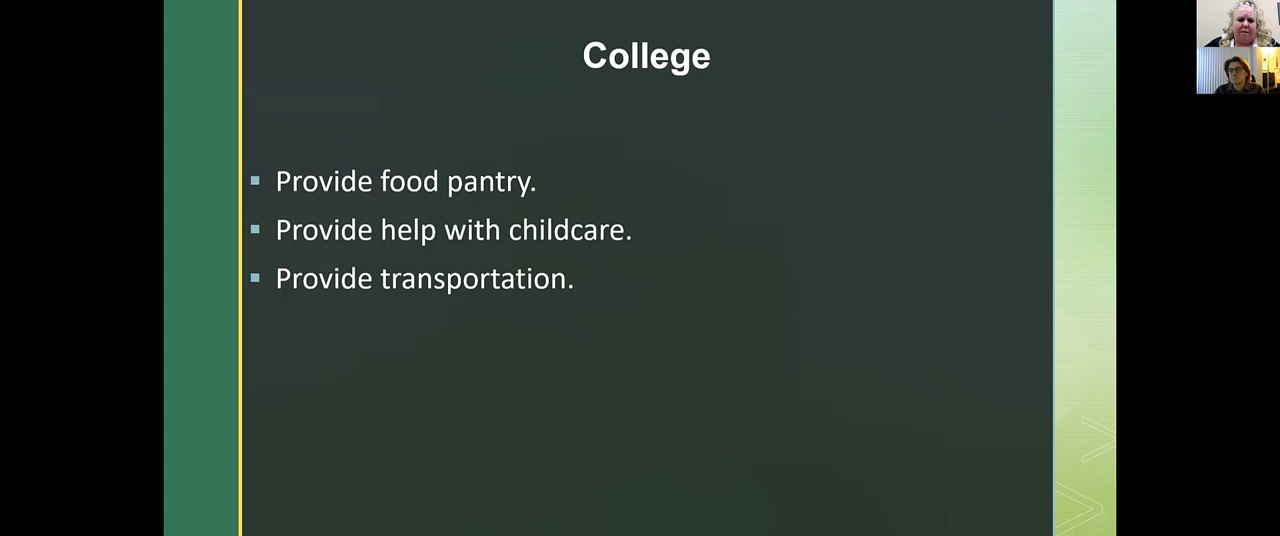 College
Provide food pantry.
Provide help with childcare.
Provide transportation.